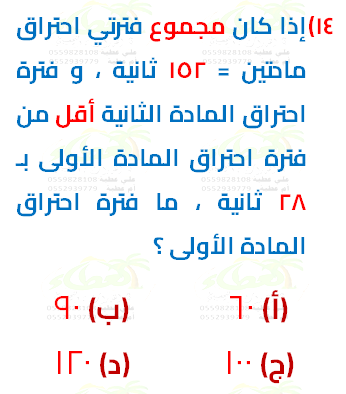 ١٤) إذا كان مجموع فترتي احتراق
مادتين = ١٥٢ ثانية ، و فترة
احتراق المادة الثانية أقل من
فترة احتراق المادة الأولى بـ
٢٨ ثانية ، ما فترة احتراق
المادة الأولى ؟
(أ) ٦٠ (ب) ٩٠
(ج) ١٠٠ (د) ١٢٠